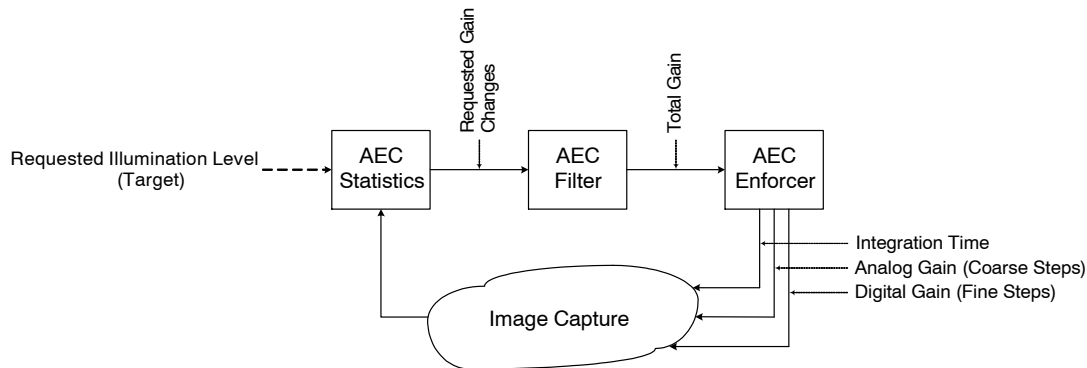 Requested Gain
Changes
Total Gain
Requested Illumination Level
(Target)
AEC
Statistics
AEC
Filter
AEC
Enforcer
Integration Time
Analog Gain (Coarse Steps)
Digital Gain (Fine Steps)
Image Capture